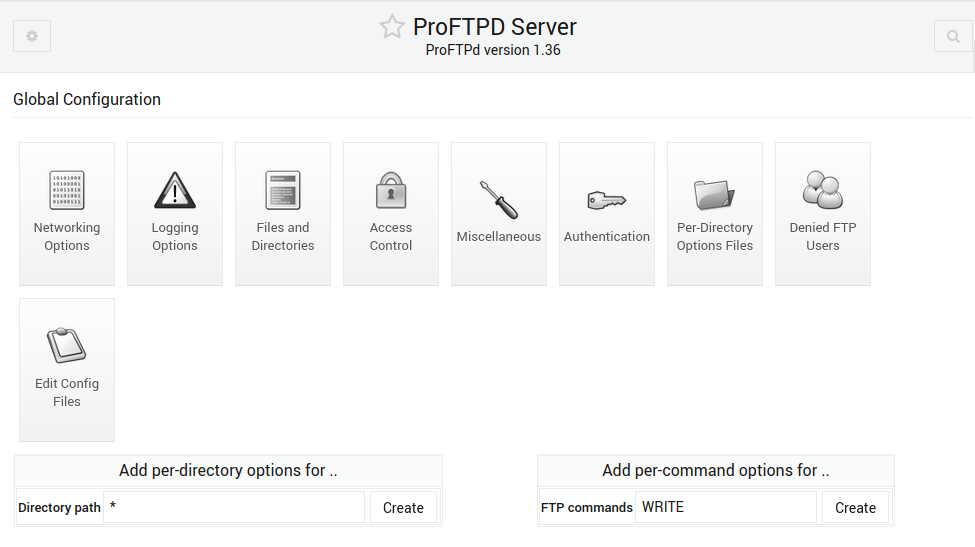 ProFTPD Server
ProFTPd version 1.36
Global Configuration
Networking
Options
Logging
Options
Files and
Directories
Access
Control
Miscellaneous
Authentication
Per-Directory
Options Files
Denied FTP
Users
Edit Config
Files
Add per-directory options for ..
Directory path * Create
Add per-command options for ..
FTP commands WRITE Create